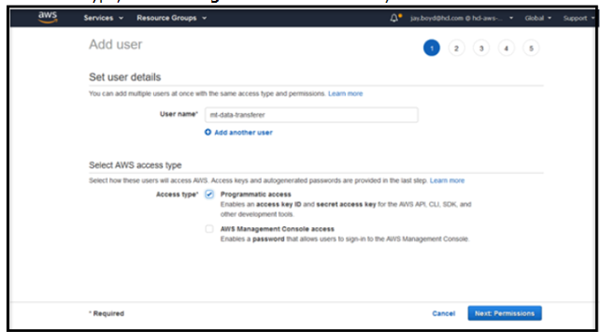 aws Services Resource Groups jay.boyd@hd.com @ hd-aws-... Global Support
Add user 1 2 3 4 5
Set user details
You can add multiple users at once with the same access type and permissions. Learn more
User name* mt-data-transferer
Add another user
Select AWS access type
Select how these users will access AWS. Access keys and autogenerated passwords are provided in the last step. Learn more
Access type* Programmatic access
Enables an access key ID and secret access key for the AWS API, CLI, SDK, and
other development tools.
AWS Management Console access
Enables a password that allows users to sign-in to the AWS Management Console.
* Required Cancel Next: Permissions